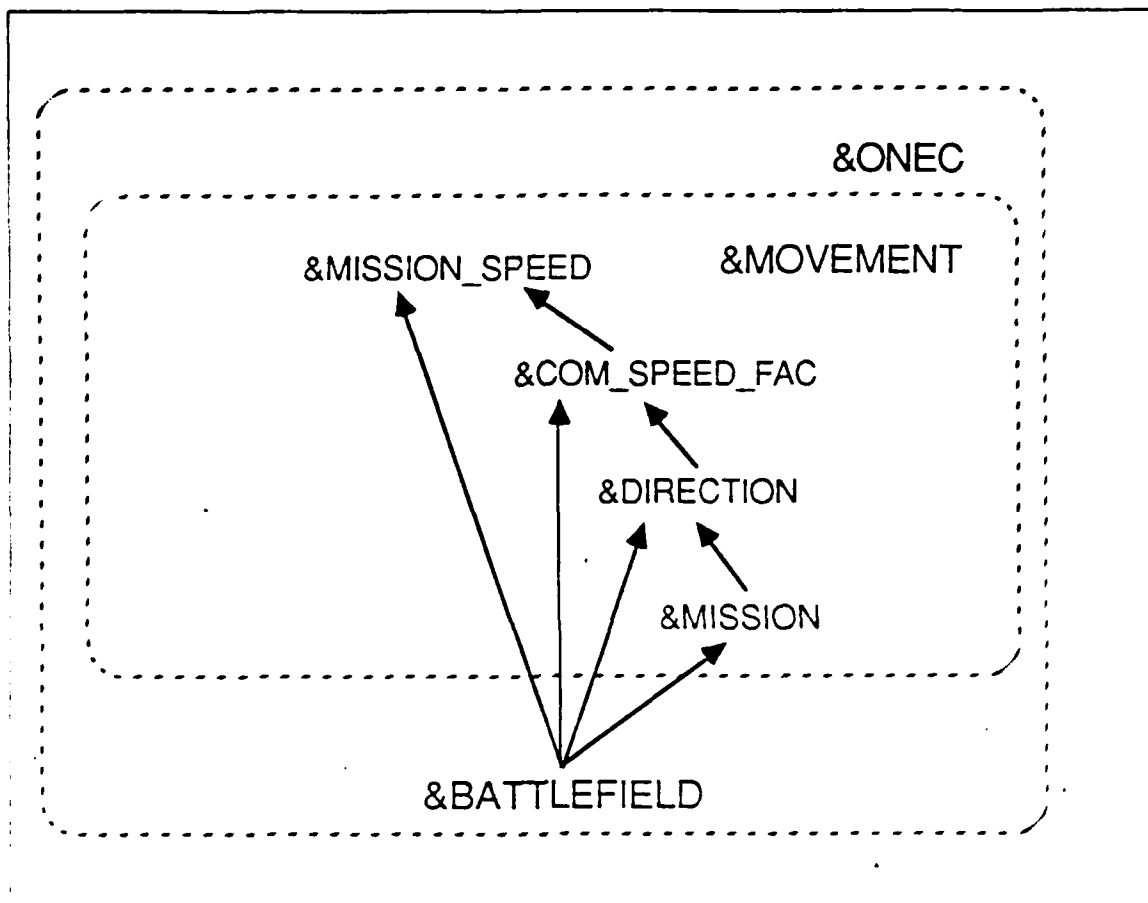 &ONEC
&MOVEMENT
&MISSION_SPEED
&COM_SPEED_FAC
&DIRECTION
&MISSION
&BATTLEFIELD